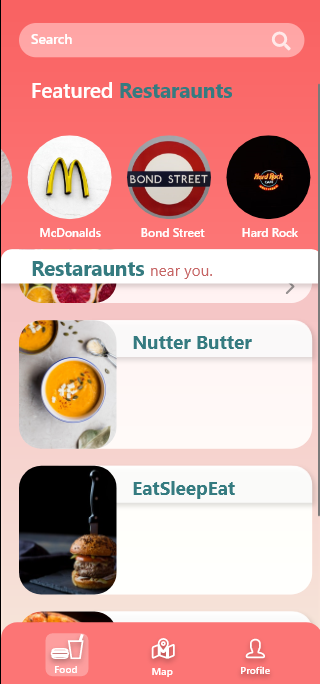 Search
Featured Restaraunts
BOND STREET
Hard Rock
CAFE
McDonalds
Bond Street
Hard Rock
Restaraunts near you.
Nutter Butter
EatSleepEat
Food
Map
Profile